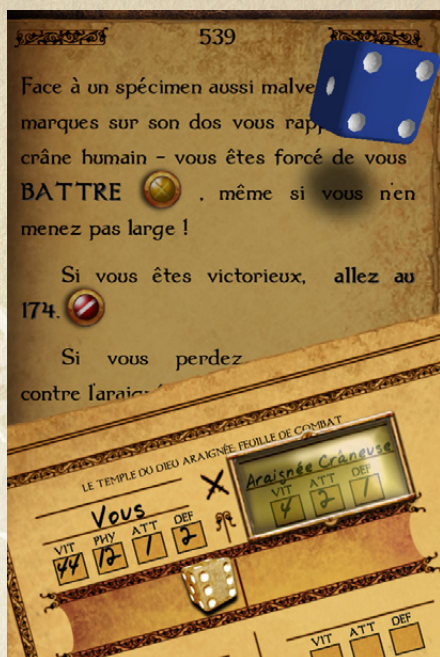 539
Face à un spécimen aussi malve
marques sur son dos vous rap
crâne humain - vous êtes forcé de vous
BATTRE , même si vous n'en
menez pas large !
Si vous êtes victorieux, allez au
174.
Si vous perdez
contre l'araigné
LE TEMPLE DU DIEU ARAIGNÉE FEUILLE DE COMBAT
Vous
VIT PHY ATT DEF
44 12 1 2
Araignée Crâneuse
VIT ATT DEF
4 2 1
VIT ATT DEF